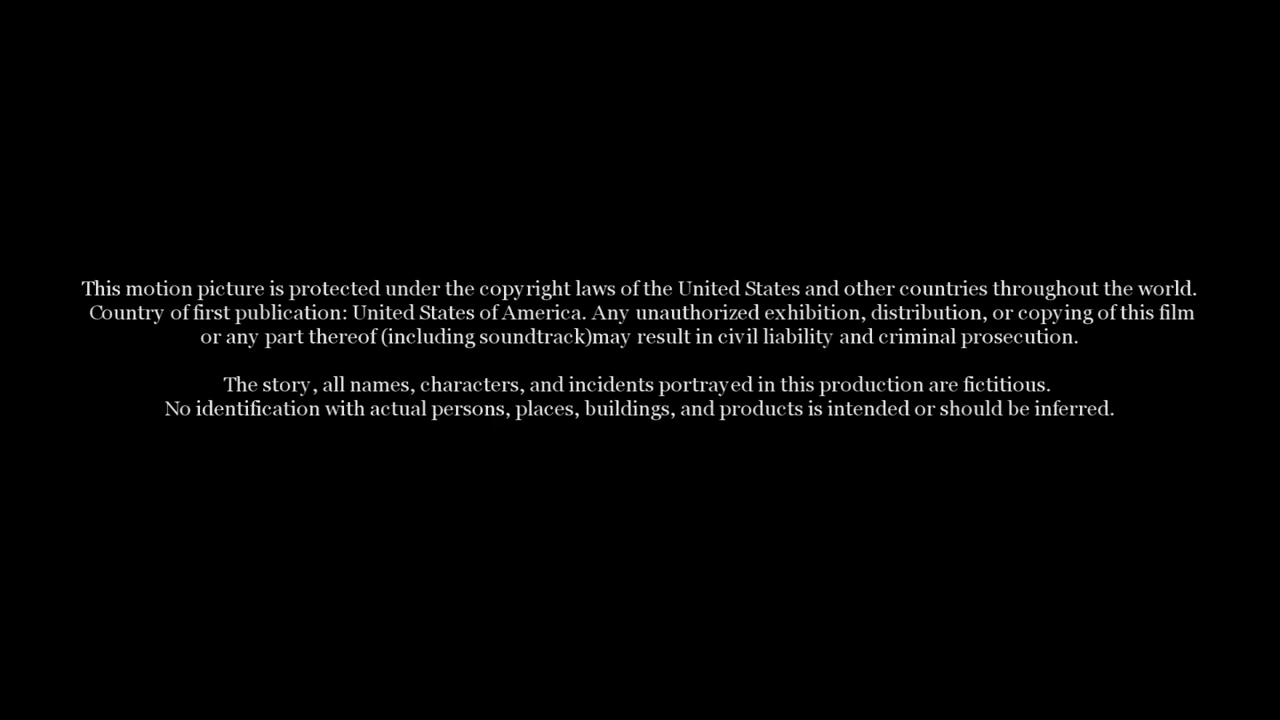 This motion picture is protected under the copyright laws of the United States and other countries throughout the world.
Country of first publication: United States of America. Any unauthorized exhibition, distribution, or copying of this film
or any part thereof (including soundtrack)may result in civil liability and criminal prosecution.
The story, all names, characters, and incidents portrayed in this production are fictitious.
No identification with actual persons, places, buildings, and products is intended or should be inferred.